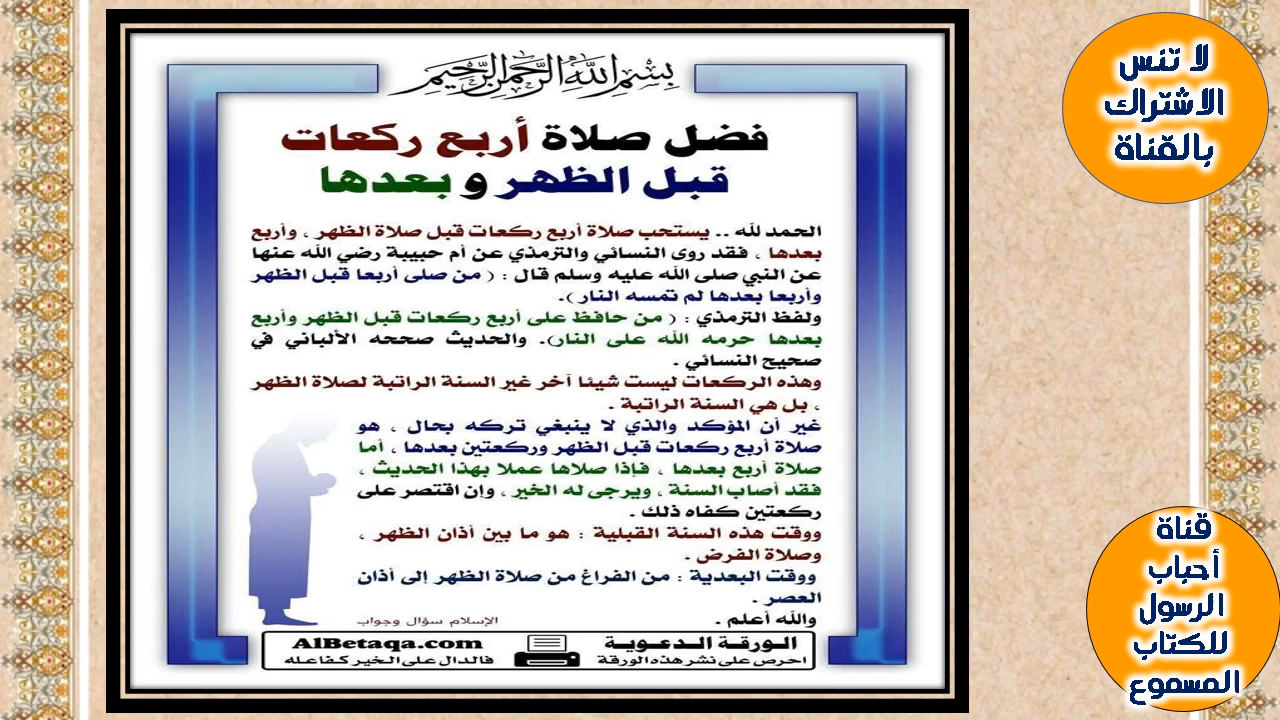 بسم الله الرحمن الرحيم
فضل صلاة أربع ركعات
قبل الظهر و بعدها
الحمد لله .. يستحب صلاة أربع ركعات قبل صلاة الظهر ، وأربع
بعدها ، فقد روى النسائي والترمذي عن أم حبيبة رضي الله عنها
عن النبي صلى الله عليه وسلم قال : ( من صلى أربعا قبل الظهر
وأربعا بعدها لم تمسه النار ).
ولفظ الترمذي : ( من حافظ على أربع ركعات قبل الظهر وأربع
بعدها حرمه الله على النار). والحديث صححه الألباني في
صحيح النسائي .
وهذه الركعات ليست شيئا آخر غير السنة الراتبة لصلاة الظهر
، بل هي السنة الراتبة .
غير أن المؤكد والذي لا ينبغي تركه بحال ، هو
صلاة أربع ركعات قبل الظهر وركعتين بعدها ، أما
صلاة أربع بعدها ، فإذا صلاها عملا بهذا الحديث ،
فقد أصاب السنة ، ويرجى له الخير ، وإن اقتصر على
ركعتين كفاه ذلك .
ووقت هذه السنة القبلية : هو ما بين أذان الظهر ،
وصلاة الفرض .
ووقت البعدية : من الفراغ من صلاة الظهر إلى أذان
العصر .
والله أعلم .
الإسلام سؤال وجواب
الورقة الدعوية
احرص على نشر هذه الورقة
AlBetaqa.com
فالدال على الخير كفاعله
لا تنس
الاشتراك
بالقناة
قناة
أحباب
الرسول
للكتاب
المسموع